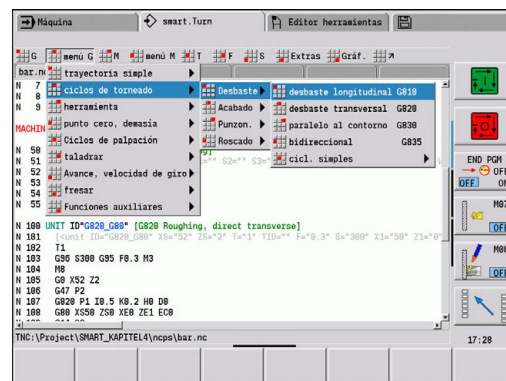 Máquina
smart.Turn
Editor herramientas
G
menú G
M
menú M
T
F
S
Extras
Gráf.
bar.n
trayectoria simple
ciclos de torneado
herramienta
punto cero, demasía
Ciclos de palpación
taladrar
Avance, velocidad de giro
fresar
Funciones auxiliares
Desbaste
Acabado
Punzon.
Roscado
desbaste longitudinal G810
desbaste transversal G820
paralelo al contorno G830
bidireccional G835
cicl. simples
N 7
N 8
N 9
MACHIN
N 50
N 51
S2="" S3="
N 52
N 53
N 54
N 55
N 100 UNIT ID"G820_G80" [G820 Roughing, direct transverse]
N 101 [<unit ID="G820_G80" XS="52" ZS="2" T="1" TID="" F="0.3" S="300" X1="50" Z1="0"
N 102 T1
N 103 G96 S300 G95 F0.3 M3
N 104 M8
N 105 G0 X52 Z2
N 106 G47 P2
N 107 G820 P1 I0.5 K0.2 H0 D0
N 108 G80 XS50 ZS0 XE0 ZE1 EC0
TNC:\Project\SMART_KAPITEL4\ncps\bar.nc
END PGM
OFF
OFF ON
M07
OFF
M08
OFF
17:28